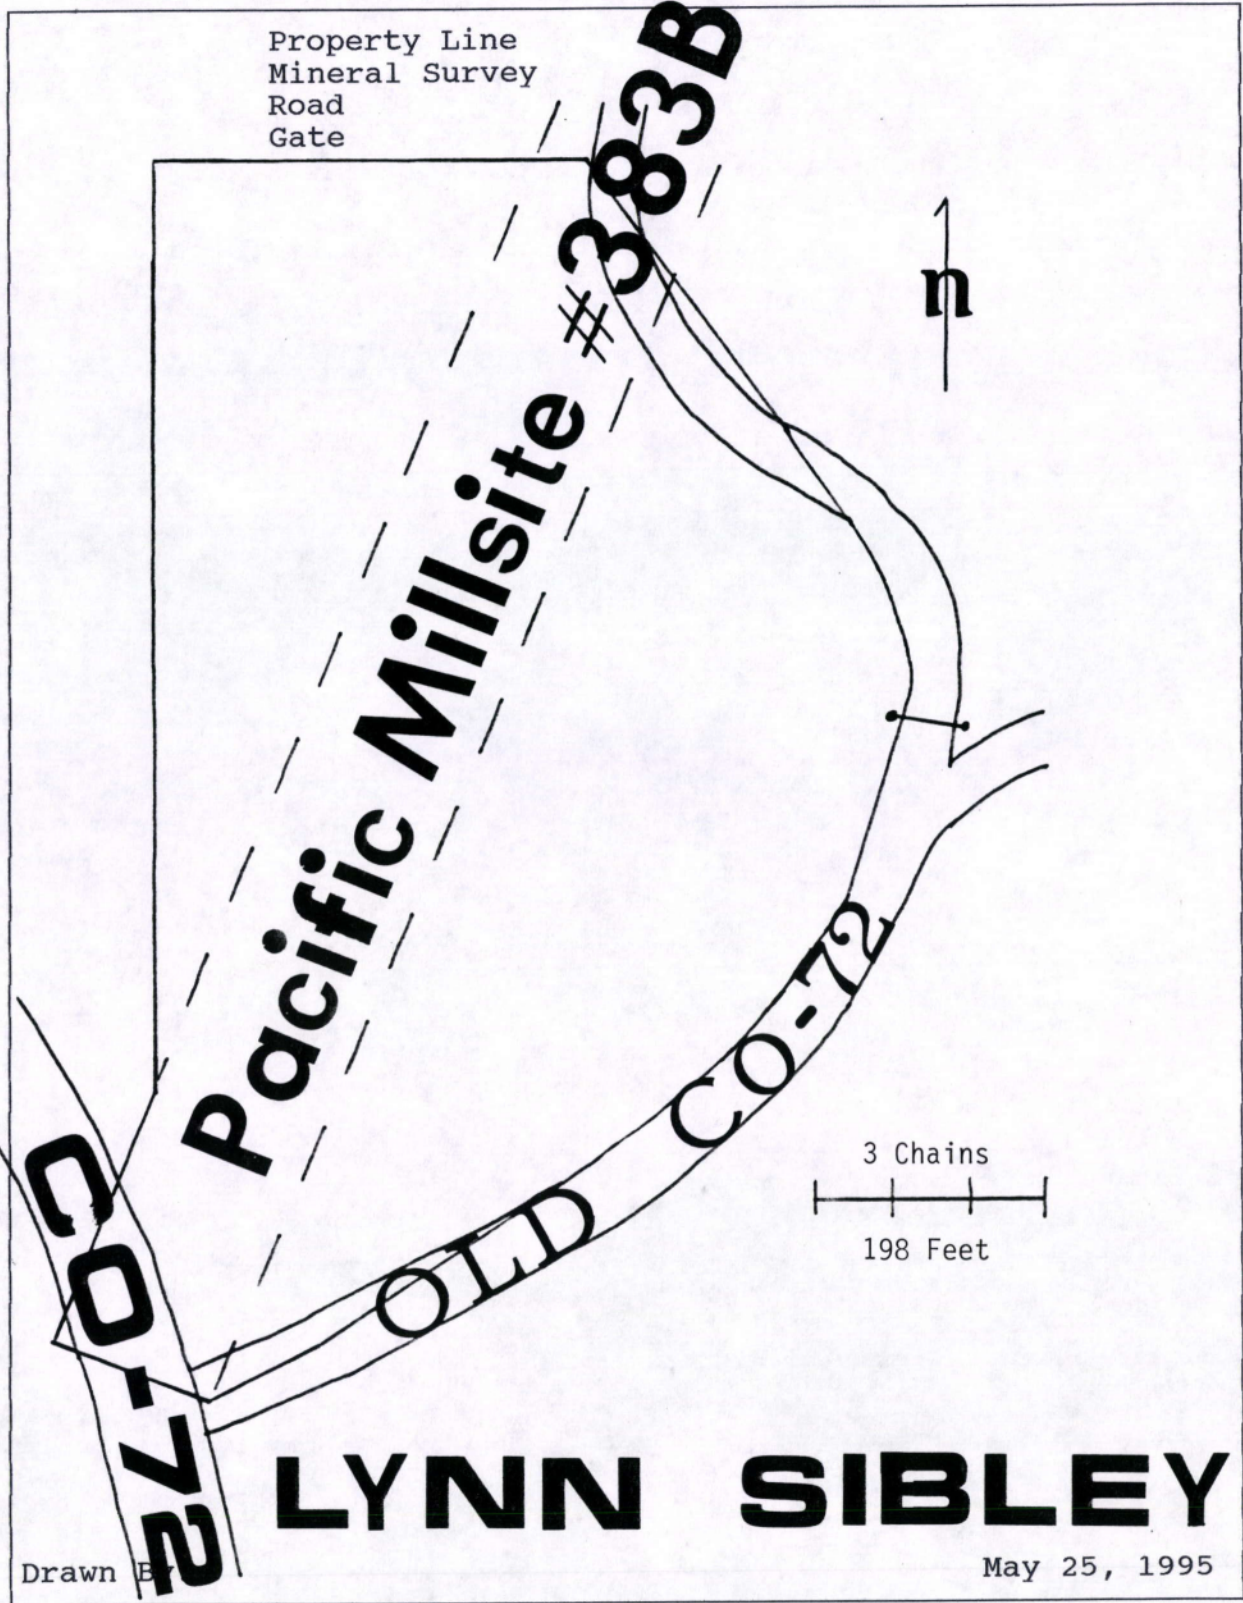 Property Line
Mineral Survey
Road
Gate
Pacific Millsite #383B
n
OLD CO-72
3 Chains
198 Feet
CO-72
LYNN SIBLEY
Drawn By
May 25, 1995